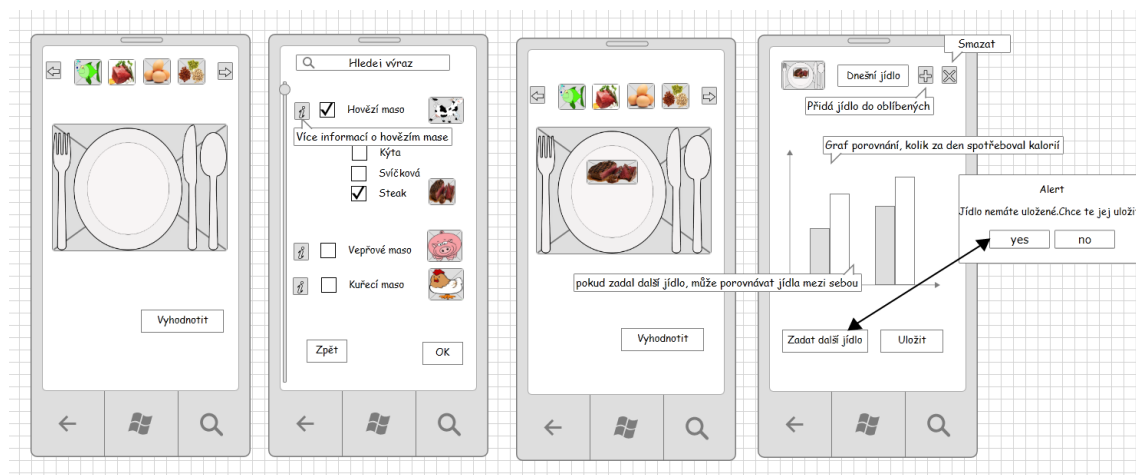 Vyhodnotit
Hledej výraz
Hovězí maso
Více informací o hovězím mase
Kýta
Svíčková
Steak
Vepřové maso
Kuřecí maso
Zpět
OK
Vyhodnotit
Smazat
Dnešní jídlo
Přidá jídlo do oblíbených
Graf porovnání, kolik za den spotřeboval kalorií
pokud zadal další jídlo, může porovnávat jídla mezi sebou
Zadat další jídlo
Uložit
Alert
Jídlo nemáte uložené.Chce te jej uložit
yes
no